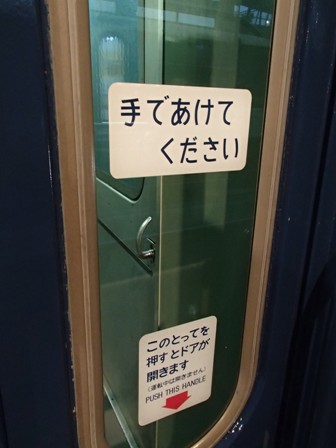 手であけて
ください
このとってを
押すとドアが
開きます
(運転中は開きません)
PUSH THIS HANDLE